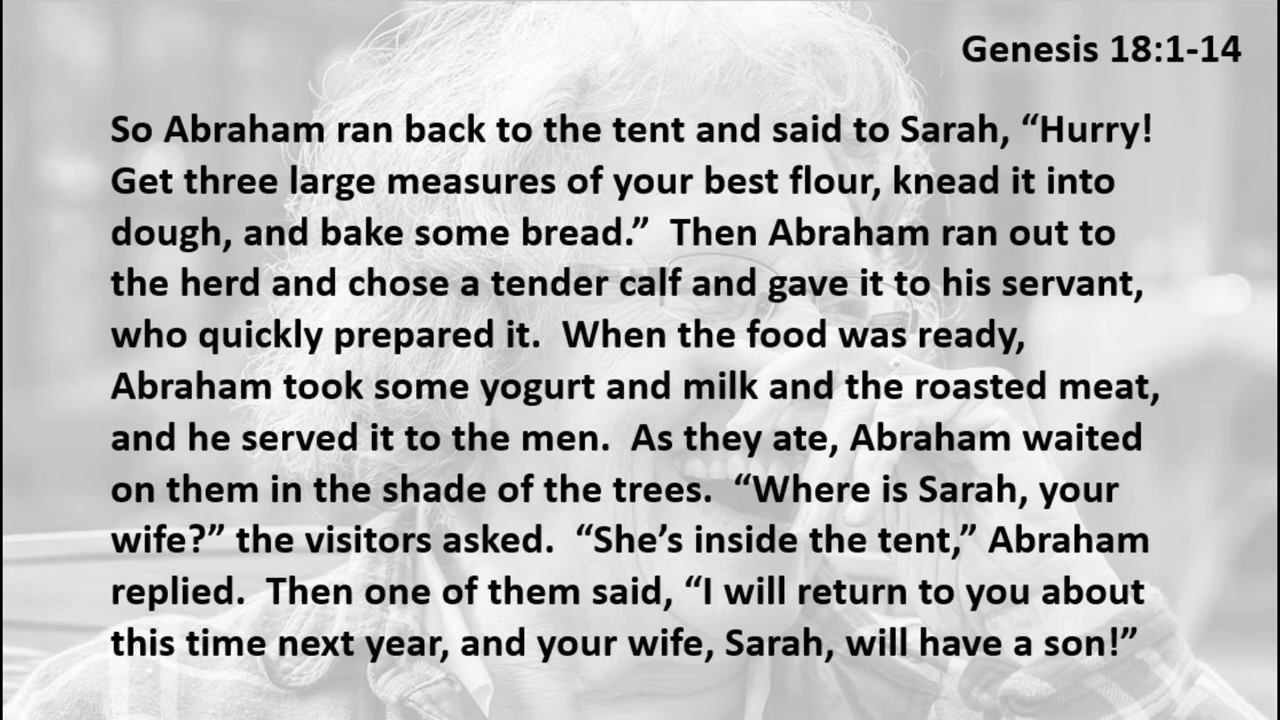 Genesis 18:1-14
So Abraham ran back to the tent and said to Sarah, “Hurry!
Get three large measures of your best flour, knead it into
dough, and bake some bread.”  Then Abraham ran out to
the herd and chose a tender calf and gave it to his servant,
who quickly prepared it.  When the food was ready,
Abraham took some yogurt and milk and the roasted meat,
and he served it to the men.  As they ate, Abraham waited
on them in the shade of the trees.  “Where is Sarah, your
wife?” the visitors asked.  “She’s inside the tent,” Abraham
replied.  Then one of them said, “I will return to you about
this time next year, and your wife, Sarah, will have a son!”